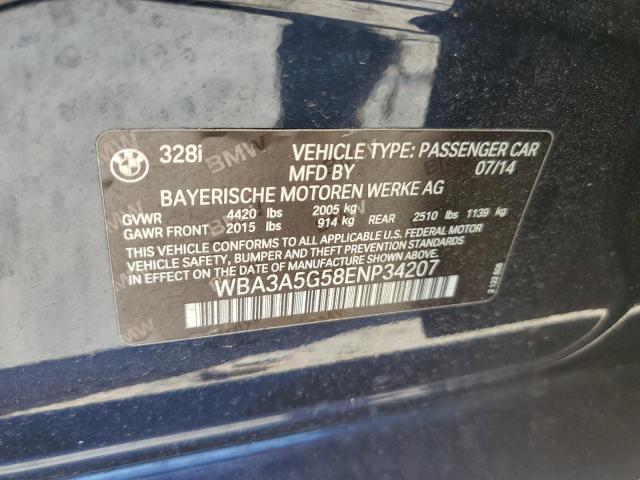 BMW 328i VEHICLE TYPE: PASSENGER CAR
MFD BY 07/14
BAYERISCHE MOTOREN WERKE AG
GVWR 4420 lbs 2005 kg
GAWR FRONT 2015 lbs 914 kg REAR 2510 lbs 1139 kg
THIS VEHICLE CONFORMS TO ALL APPLICABLE U.S. FEDERAL MOTOR
VEHICLE SAFETY, BUMPER, AND THEFT PREVENTION STANDARDS
IN EFFECT ON THE DATE OF MANUFACTURE SHOWN ABOVE.
WBA3A5G58ENP34207